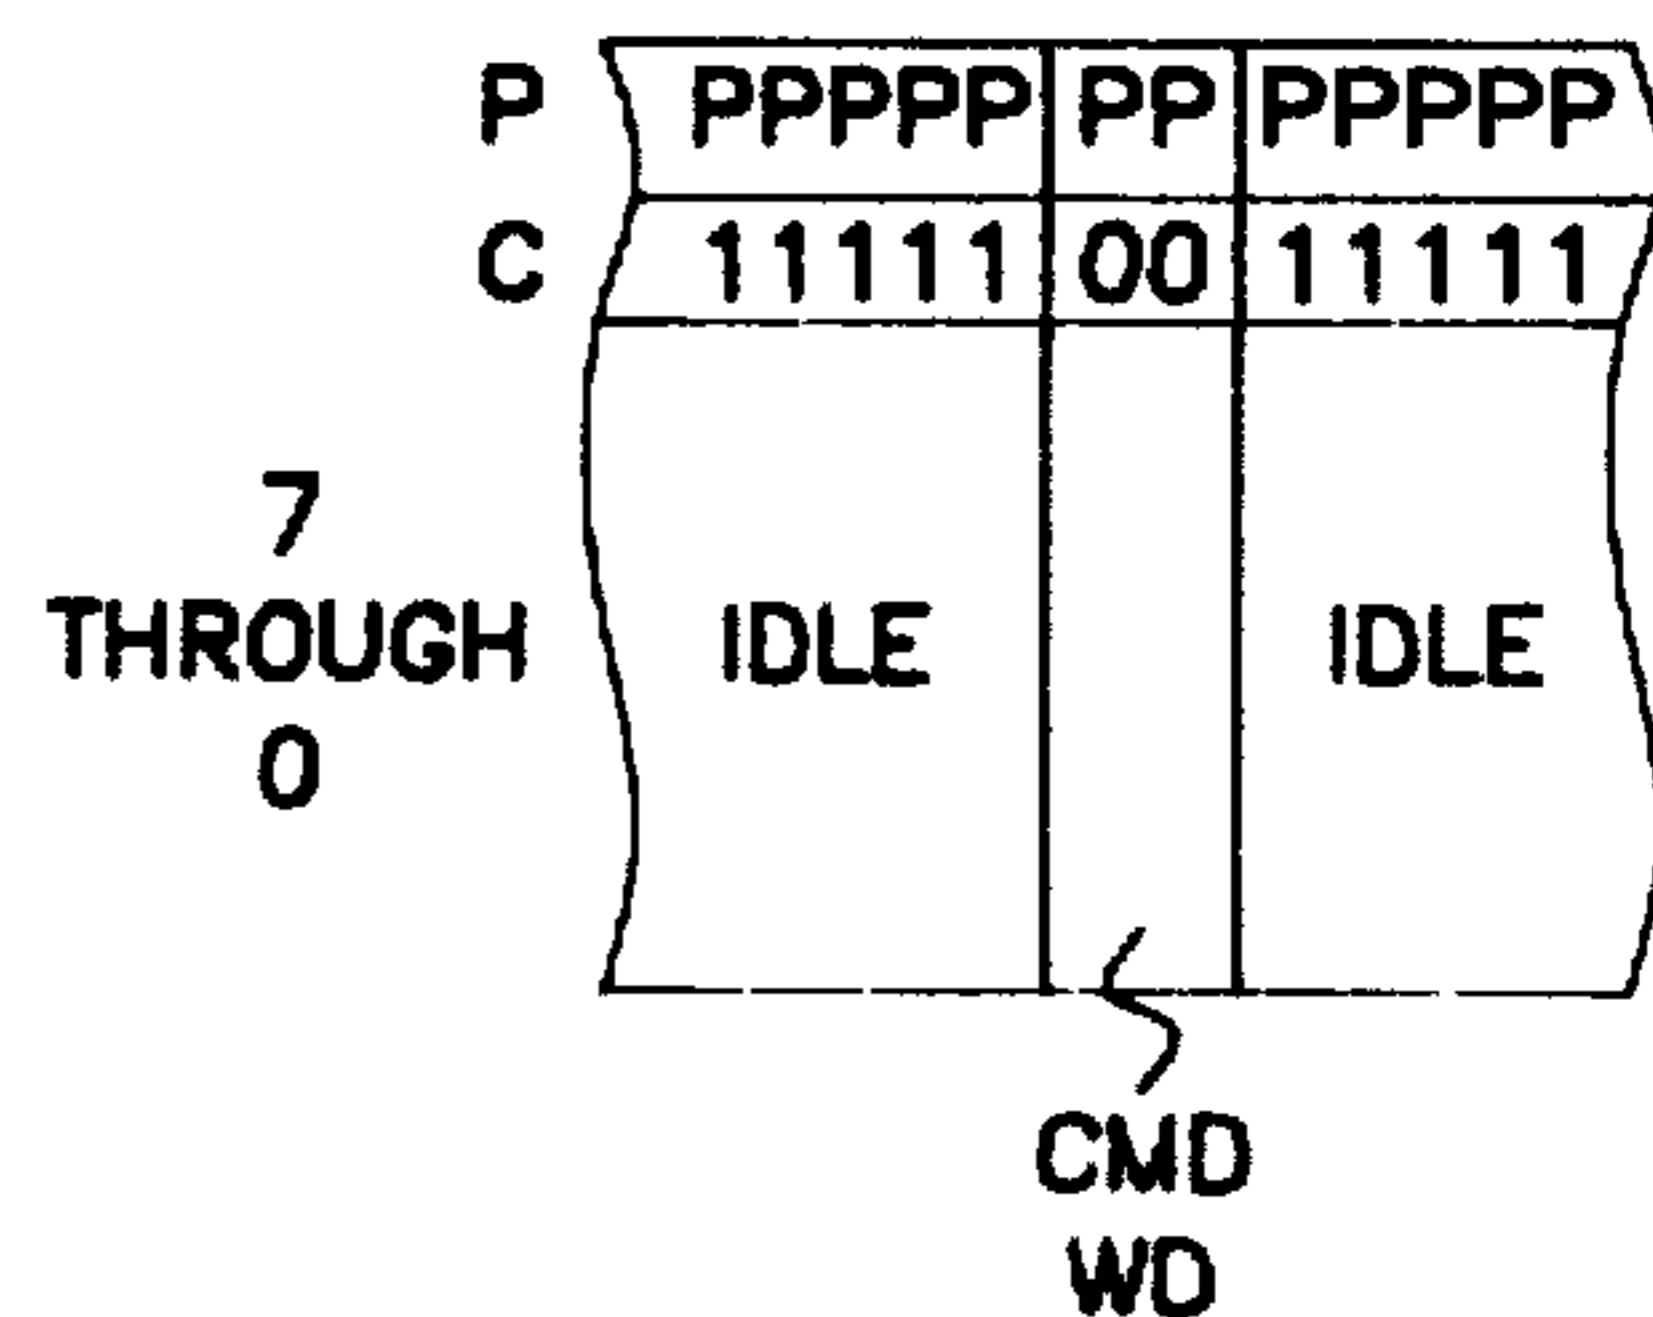 P PPPPP PP PPPPP
C 11111 00 11111
7
THROUGH IDLE IDLE
0
CMD
WD